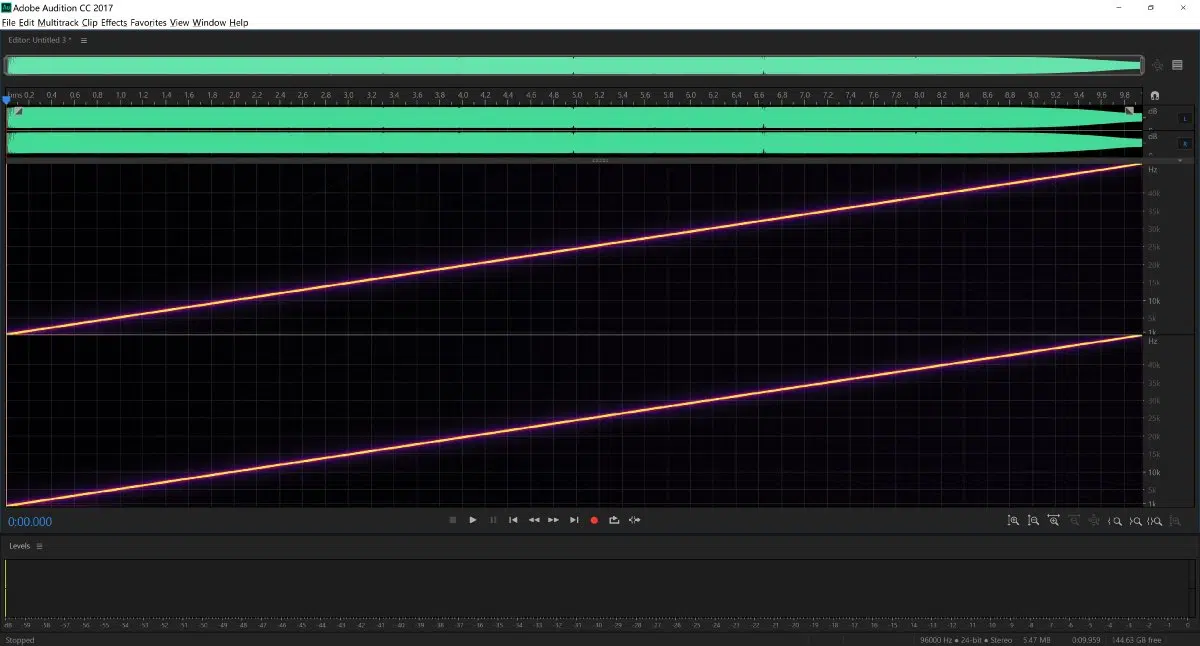 Adobe Audition CC 2017
File Edit Multitrack Clip Effects Favorites View Window Help
Editor: Untitled 3 *
hms 0.2 0.4 0.6 0.8 1.0 1.2 1.4 1.6 1.8 2.0 2.2 2.4 2.6 2.8 3.0 3.2 3.4 3.6 3.8 4.0 4.2 4.4 4.6 4.8 5.0 5.2 5.4 5.6 5.8 6.0 6.2 6.4 6.6 6.8 7.0 7.2 7.4 7.6 7.8 8.0 8.2 8.4 8.6 8.8 9.0 9.2 9.4 9.6 9.8
dB
L
dB
R
Hz
40k
35k
30k
25k
20k
15k
10k
5k
1k
Hz
40k
35k
30k
25k
20k
15k
10k
5k
1k
0:00.000
Levels
dB -59 -58 -57 -56 -55 -54 -53 -52 -51 -50 -49 -48 -47 -46 -45 -44 -43 -42 -41 -40 -39 -38 -37 -36 -35 -34 -33 -32 -31 -30 -29 -28 -27 -26 -25 -24 -23 -22 -21 -20 -19 -18 -17 -16 -15 -14 -13 -12 -11 -10 -9 -8 -7 -6 -5 -4 -3 -2 -1 0
Stopped
96000 Hz ● 24-bit ● Stereo 5.47 MB 0:09.959 144.63 GB free